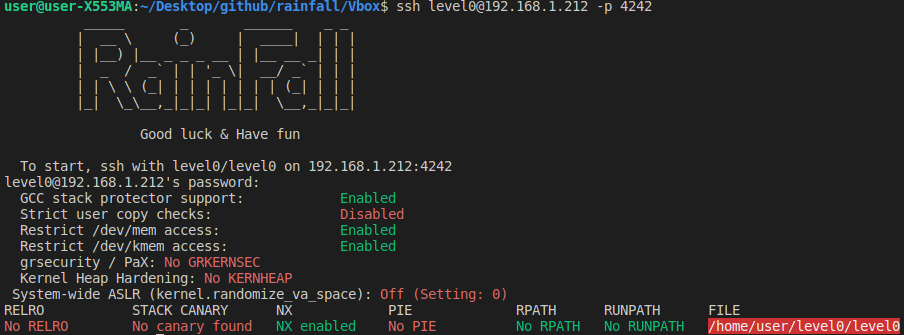 user@user-X553MA:~/Desktop/github/rainfall/Vbox$ ssh level0@192.168.1.212 -p 4242
RainFall
Good luck & Have fun
To start, ssh with level0/level0 on 192.168.1.212:4242
level0@192.168.1.212's password:
GCC stack protector support: Enabled
Strict user copy checks: Disabled
Restrict /dev/mem access: Enabled
Restrict /dev/kmem access: Enabled
grsecurity / PaX: No GRKERNSEC
Kernel Heap Hardening: No KERNHEAP
System-wide ASLR (kernel.randomize_va_space): Off (Setting: 0)
RELRO STACK CANARY NX PIE RPATH RUNPATH FILE
No RELRO No canary found NX enabled No PIE No RPATH No RUNPATH /home/user/level0/level0